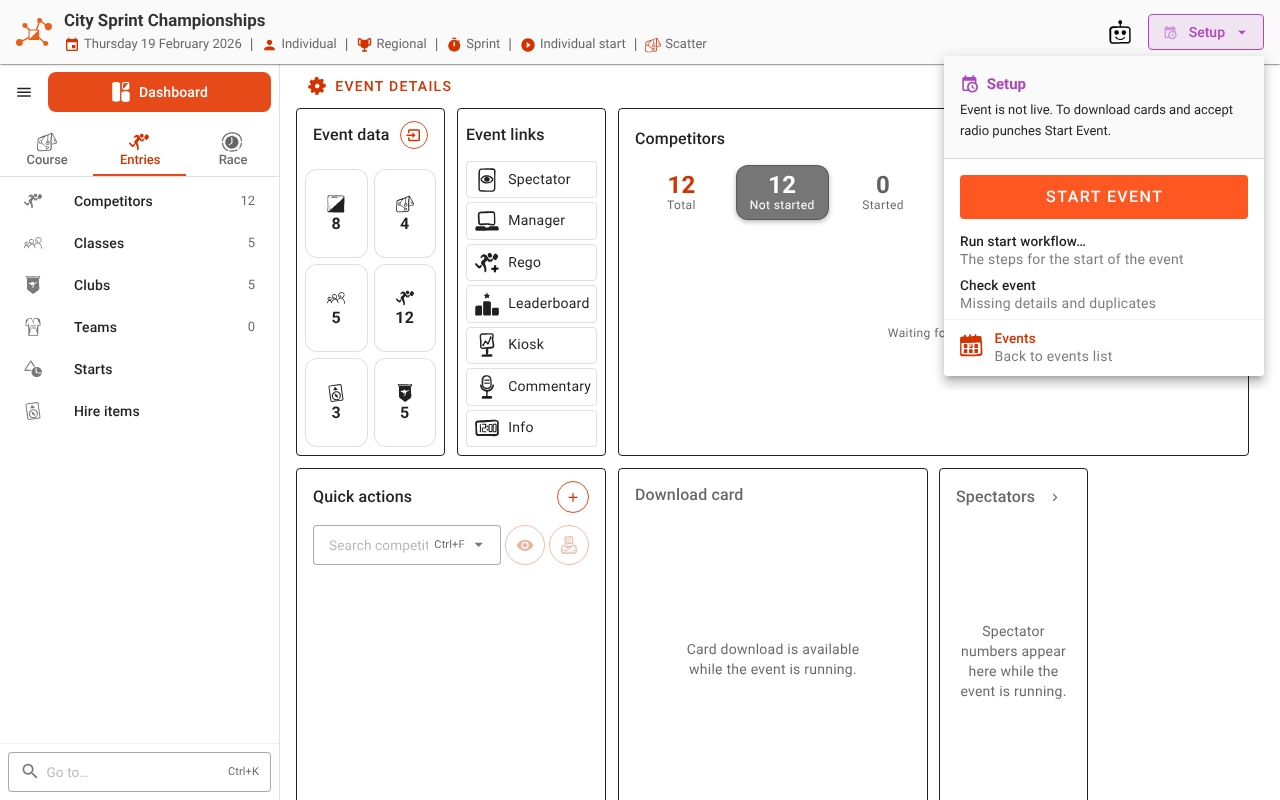 City Sprint Championships
Thursday 19 February 2026 | Individual | Regional | Sprint | Individual start | Scatter
Setup
Dashboard
Course
Entries
Race
Competitors 12
Classes 5
Clubs 5
Teams 0
Starts
Hire items
Go to… Ctrl+K
EVENT DETAILS
Event data
8
4
5
12
3
5
Event links
Spectator
Manager
Rego
Leaderboard
Kiosk
Commentary
Info
Competitors
12
Total
12
Not started
0
Started
Waiting fo
Setup
Event is not live. To download cards and accept
radio punches Start Event.
START EVENT
Run start workflow…
The steps for the start of the event
Check event
Missing details and duplicates
Events
Back to events list
Quick actions
Search competit Ctrl+F
Download card
Card download is available
while the event is running.
Spectators
Spectator
numbers appear
here while the
event is running.